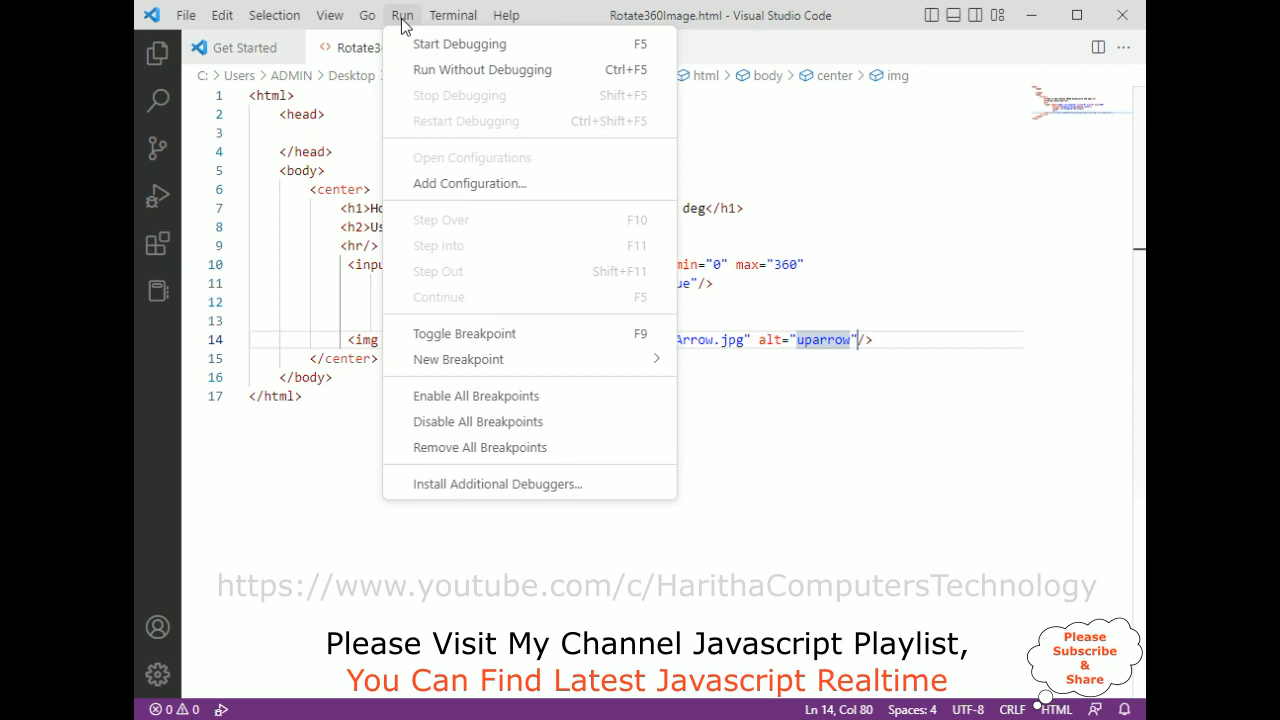 File Edit Selection View Go Run Terminal Help Rotate360Image.html - Visual Studio Code
Get Started <> Rotate3
C: > Users > ADMIN > Desktop html > body > center > img
Start Debugging F5
Run Without Debugging Ctrl+F5
Stop Debugging Shift+F5
Restart Debugging Ctrl+Shift+F5
Open Configurations
Add Configuration...
Step Over F10
Step Into F11
Step Out Shift+F11
Continue F5
Toggle Breakpoint F9
New Breakpoint >
Enable All Breakpoints
Disable All Breakpoints
Remove All Breakpoints
Install Additional Debuggers...
1 <html>
2 <head>
3
4 </head>
5 <body>
6 <center>
7 <h1>Ho deg</h1>
8 <h2>Us
9 <hr/>
10 <inpu min="0" max="360"
11 ue"/>
12
13
14 <img Arrow.jpg" alt="uparrow"/>
15 </center>
16 </body>
17 </html>
https://www.youtube.com/c/HarithaComputersTechnology
Please Visit My Channel Javascript Playlist,
You Can Find Latest Javascript Realtime
Please
Subscribe
&
Share
0 0 Ln 14, Col 80 Spaces: 4 UTF-8 CRLF HTML